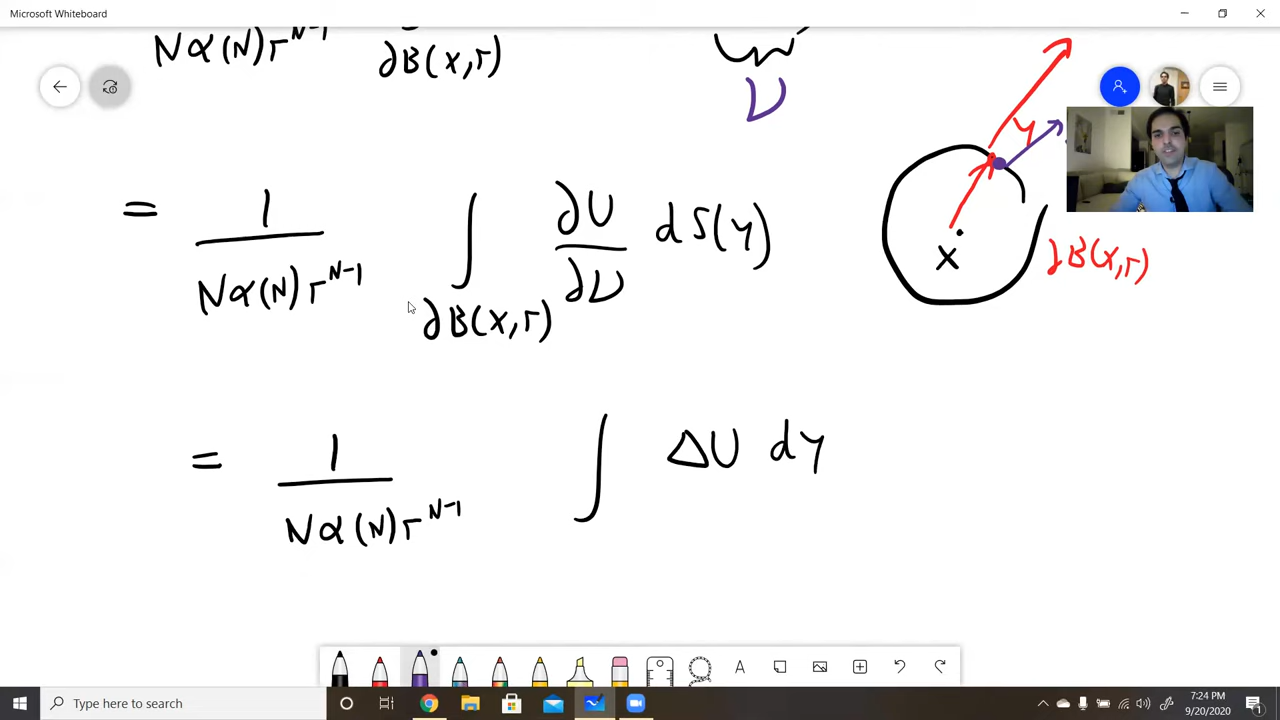 Microsoft Whiteboard
Nα(N)r^{N-1} ∂B(x,r)
ν
y
x
∂B(x,r)
= 1/(Nα(N)r^{N-1}) ∫_{∂B(x,r)} ∂U/∂ν dS(y)
= 1/(Nα(N)r^{N-1}) ∫ ΔU dy
A
Type here to search
7:24 PM
9/20/2020
1